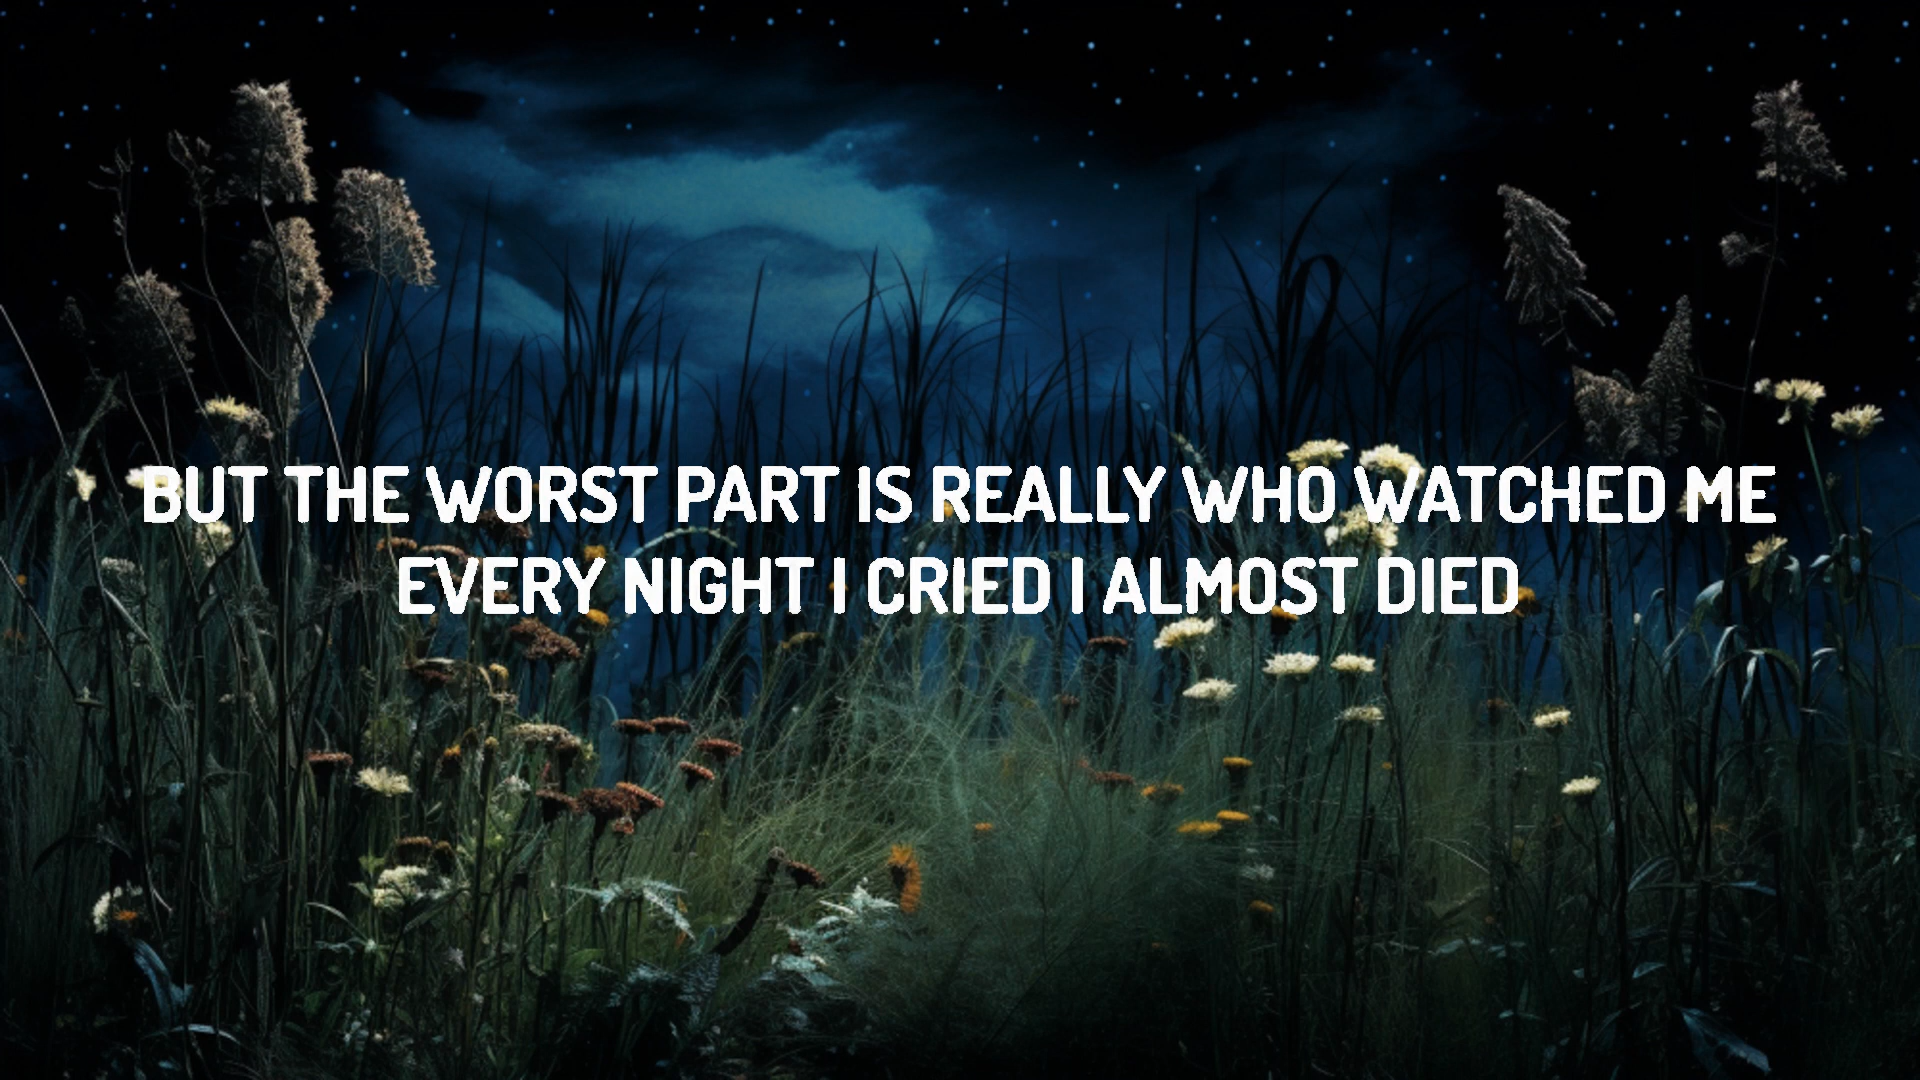 BUT THE WORST PART IS REALLY WHO WATCHED ME
EVERY NIGHT I CRIED I ALMOST DIED